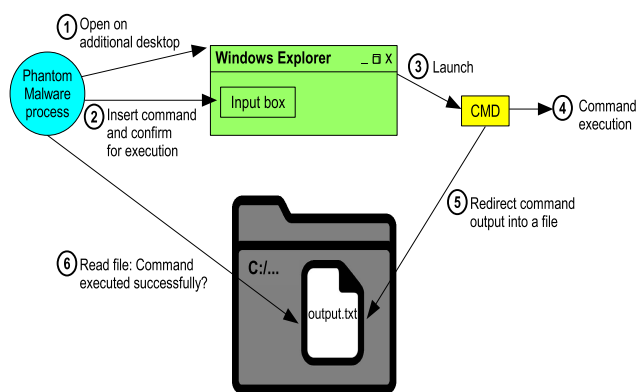 1 Open on
additional desktop
Phantom
Malware
process
Windows Explorer _ X
Input box
2 Insert command
and confirm
for execution
3 Launch
CMD
4 Command
execution
5 Redirect command
output into a file
6 Read file: Command
executed successfully?
C:/...
output.txt